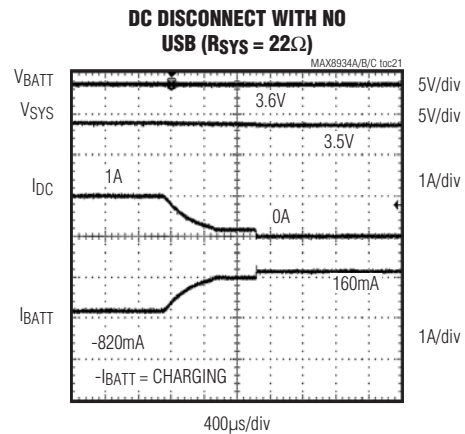 DC DISCONNECT WITH NO
USB (RSYS = 22Ω)
MAX8934A/B/C toc21
VBATT
5V/div
3.6V
VSYS
5V/div
3.5V
IDC
1A
1A/div
0A
160mA
IBATT
-820mA
1A/div
-IBATT = CHARGING
400µs/div